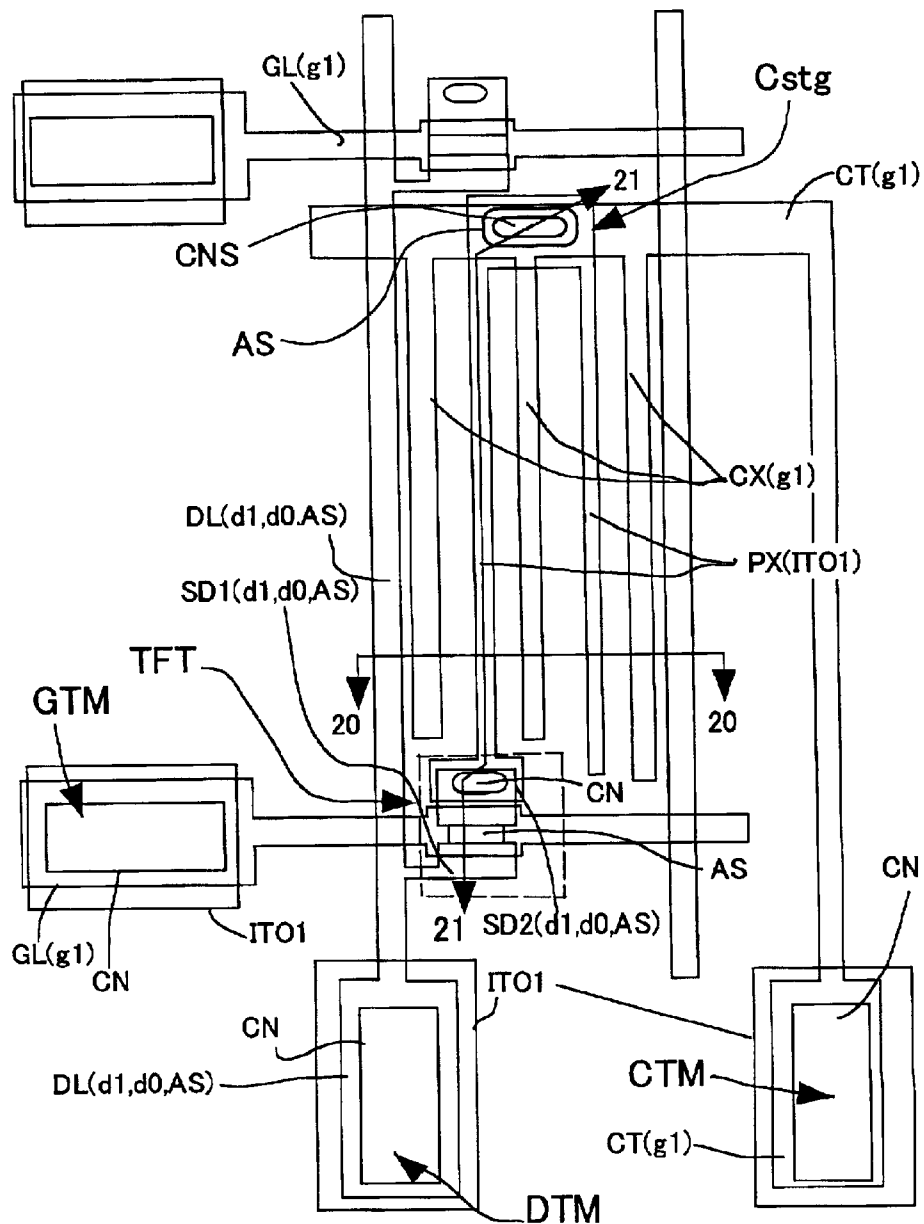 GL(g1)
Cstg
21
CT(g1)
CNS
AS
CX(g1)
DL(d1,d0.AS)
PX(ITO1)
SD1(d1,d0,AS)
TFT
GTM
20
20
CN
AS
CN
21
SD2(d1,d0,AS)
ITO1
GL(g1)
CN
ITO1
CN
DL(d1,d0,AS)
CTM
CT(g1)
DTM